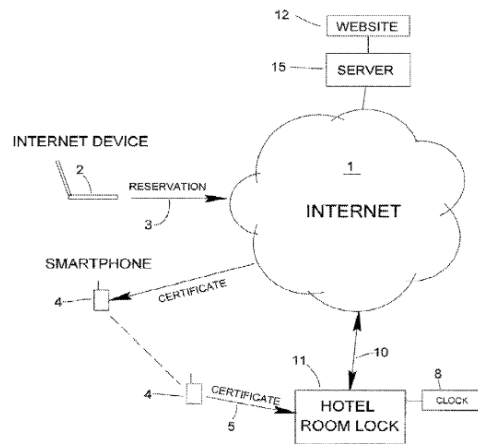 12
WEBSITE
15
SERVER
INTERNET DEVICE
2
1
RESERVATION
INTERNET
3
SMARTPHONE
4
CERTIFICATE
10
11
8
4
CERTIFICATE
HOTEL
ROOM LOCK
CLOCK
5